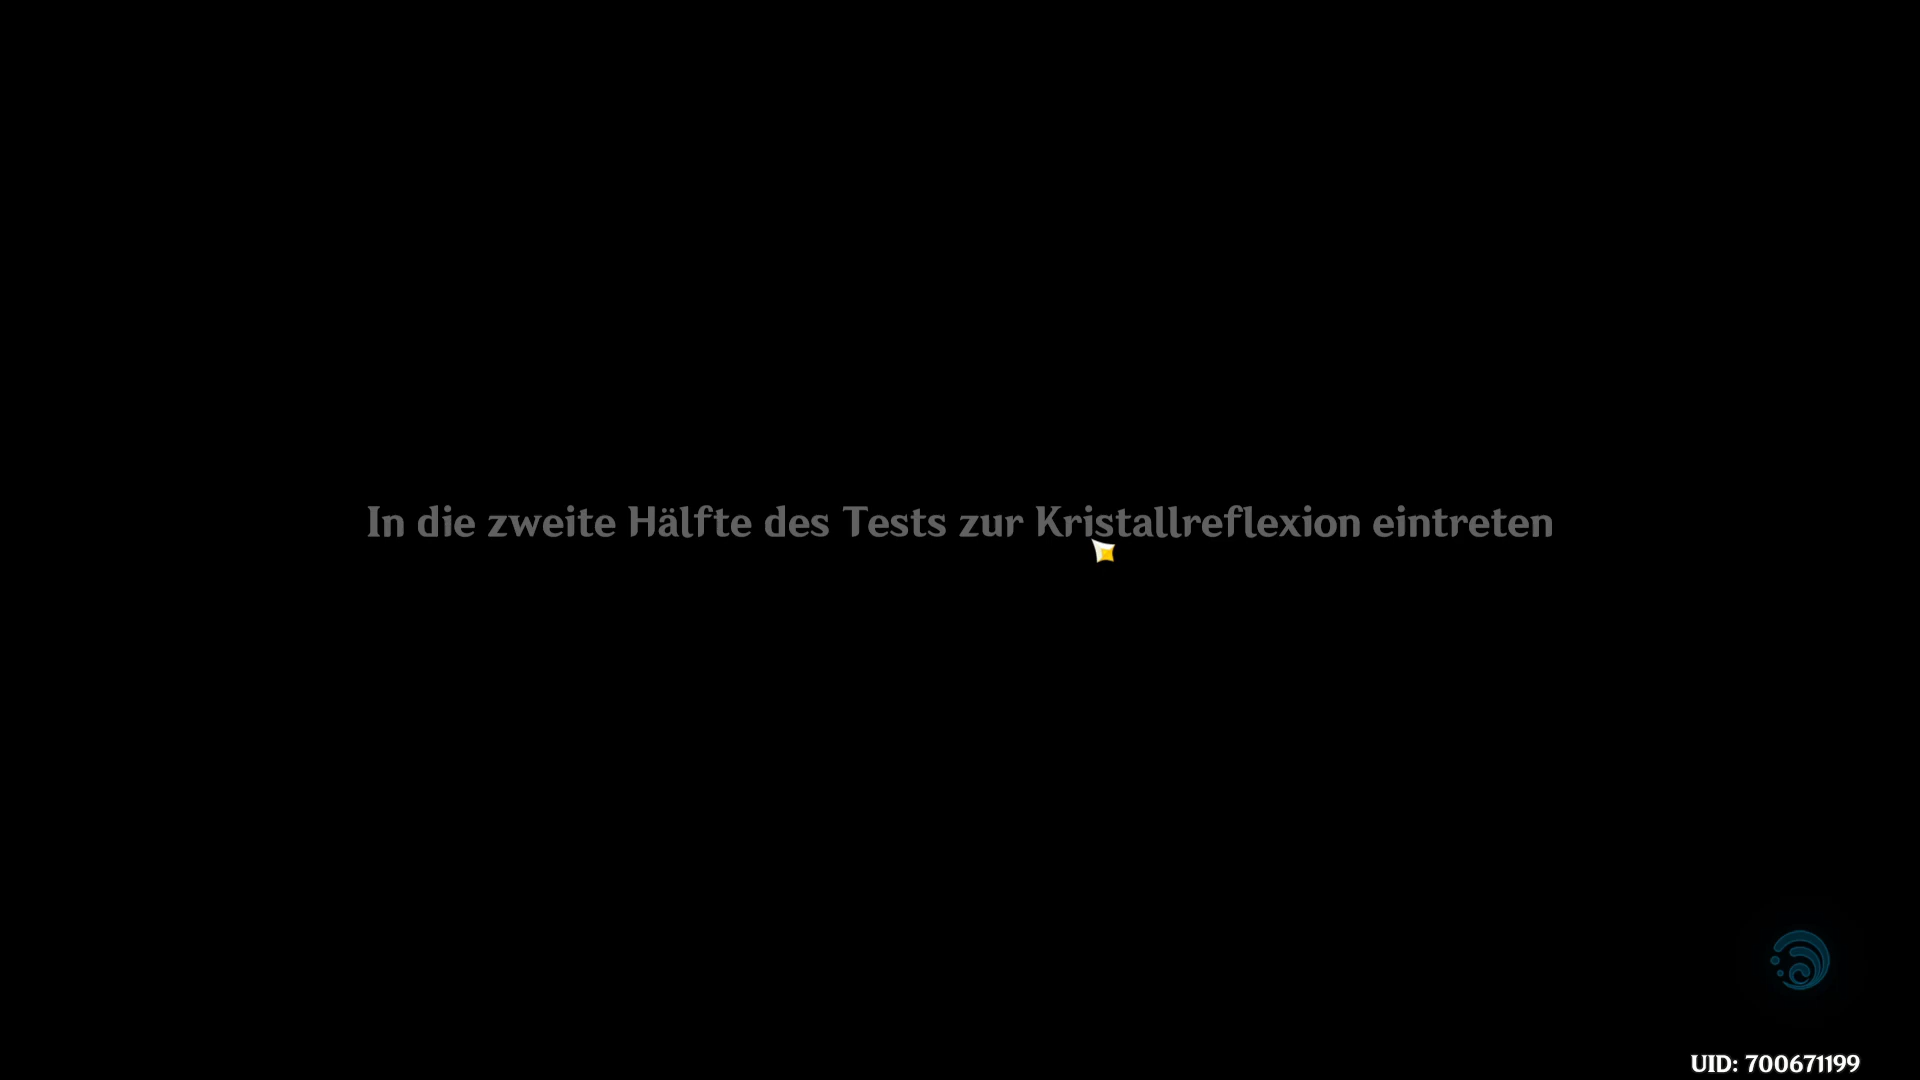 In die zweite Hälfte des Tests zur Kristallreflexion eintreten
UID: 700671199